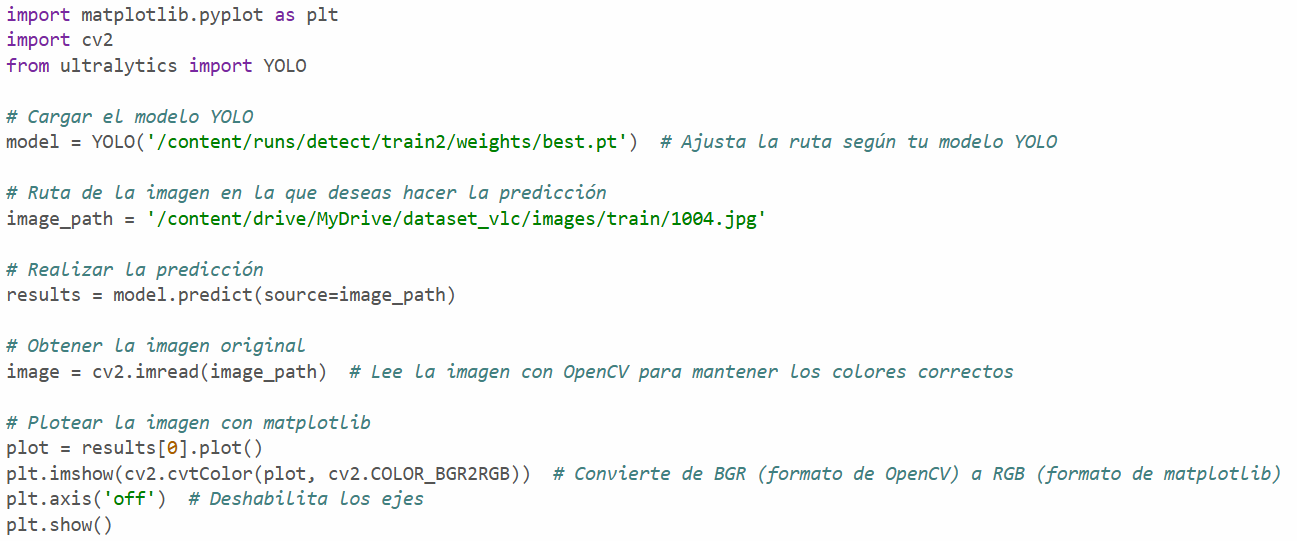 import matplotlib.pyplot as plt
import cv2
from ultralytics import YOLO

# Cargar el modelo YOLO
model = YOLO('/content/runs/detect/train2/weights/best.pt')  # Ajusta la ruta según tu modelo YOLO

# Ruta de la imagen en la que deseas hacer la predicción
image_path = '/content/drive/MyDrive/dataset_vlc/images/train/1004.jpg'

# Realizar la predicción
results = model.predict(source=image_path)

# Obtener la imagen original
image = cv2.imread(image_path)  # Lee la imagen con OpenCV para mantener los colores correctos

# Plotear la imagen con matplotlib
plot = results[0].plot()
plt.imshow(cv2.cvtColor(plot, cv2.COLOR_BGR2RGB))  # Convierte de BGR (formato de OpenCV) a RGB (formato de matplotlib)
plt.axis('off')  # Deshabilita los ejes
plt.show()